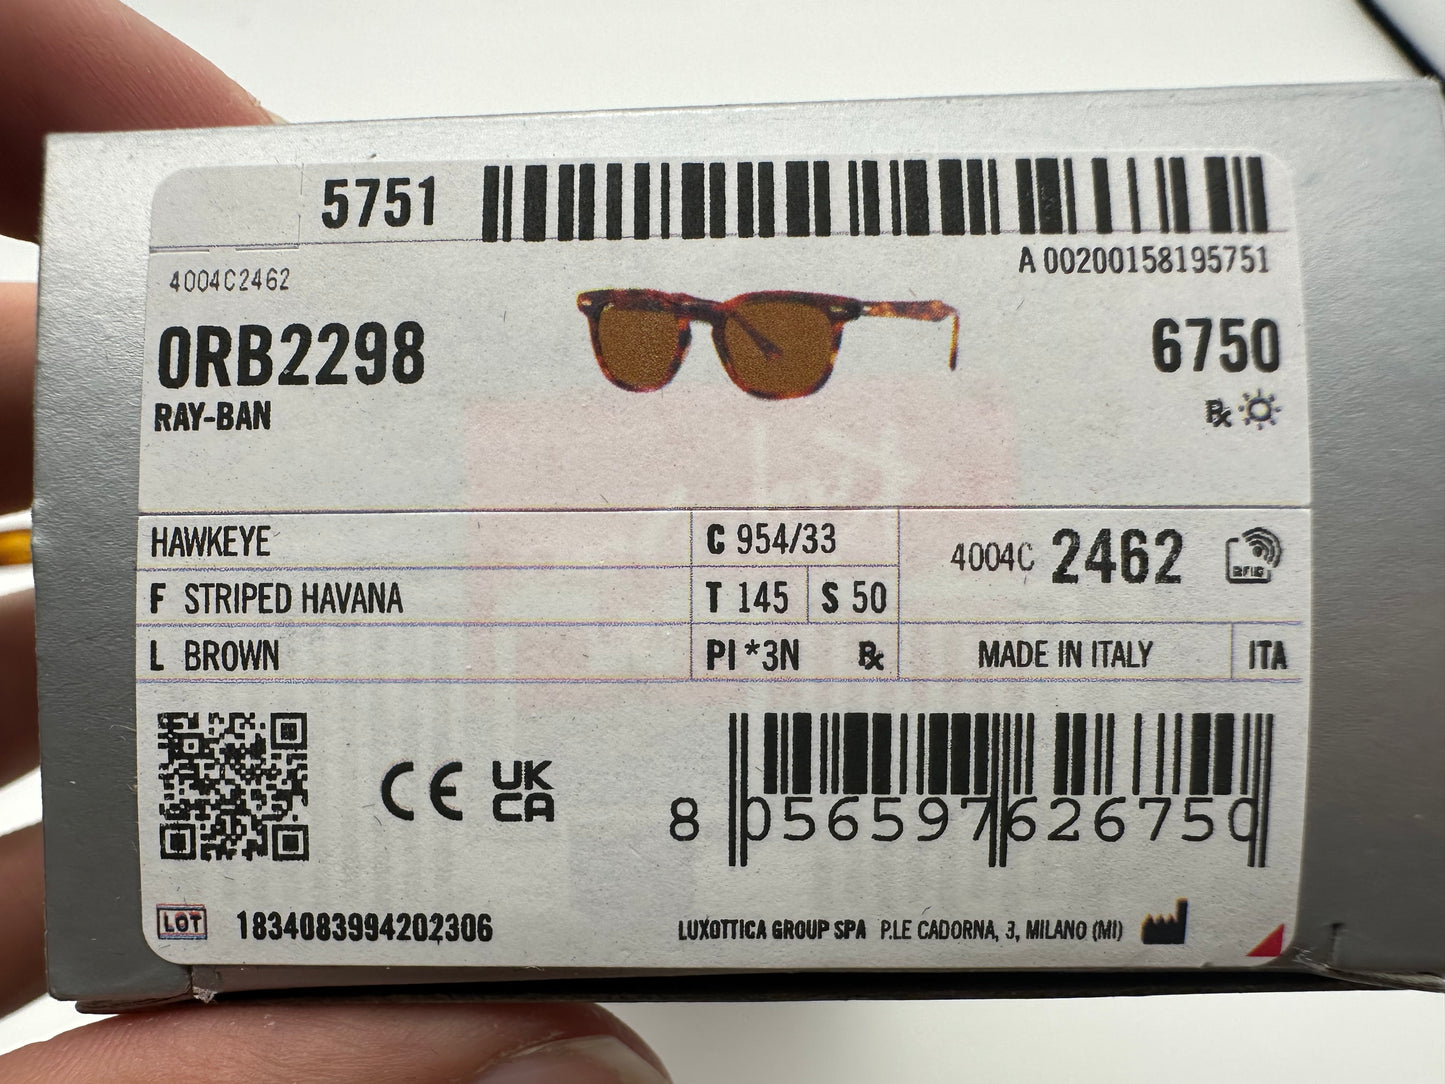 5751
A 00200158195751
4004C2462
0RB2298
6750
RAY-BAN
℞
HAWKEYE
C 954/33
4004C 2462
RFID
F STRIPED HAVANA
T 145
S 50
L BROWN
PI *3N ℞
MADE IN ITALY
ITA
CE
UK
CA
8 056597 626750
LOT 1834083994202306
LUXOTTICA GROUP SPA P.LE CADORNA, 3, MILANO (MI)